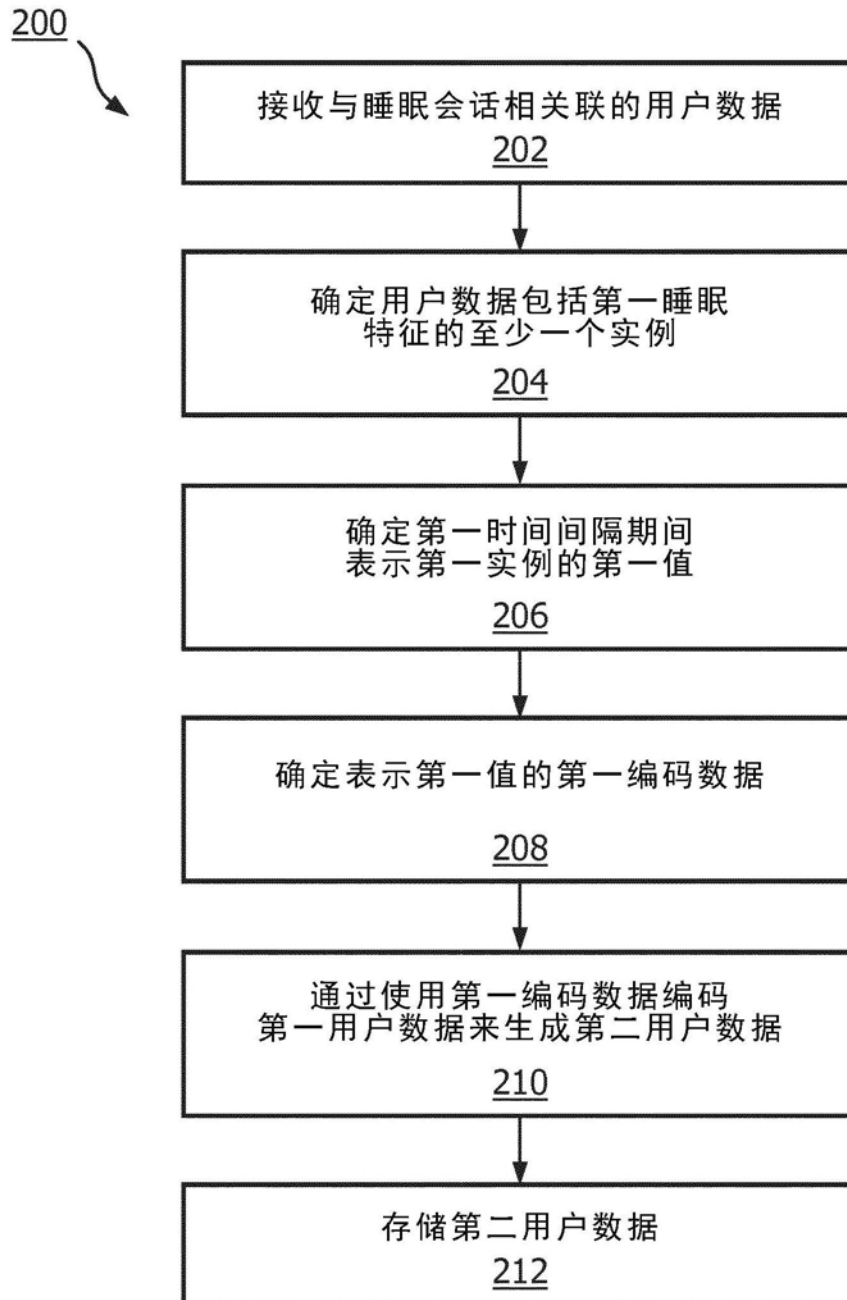 200
接收与睡眠会话相关联的用户数据
202
确定用户数据包括第一睡眠
特征的至少一个实例
204
确定第一时间间隔期间
表示第一实例的第一值
206
确定表示第一值的第一编码数据
208
通过使用第一编码数据编码
第一用户数据来生成第二用户数据
210
存储第二用户数据
212